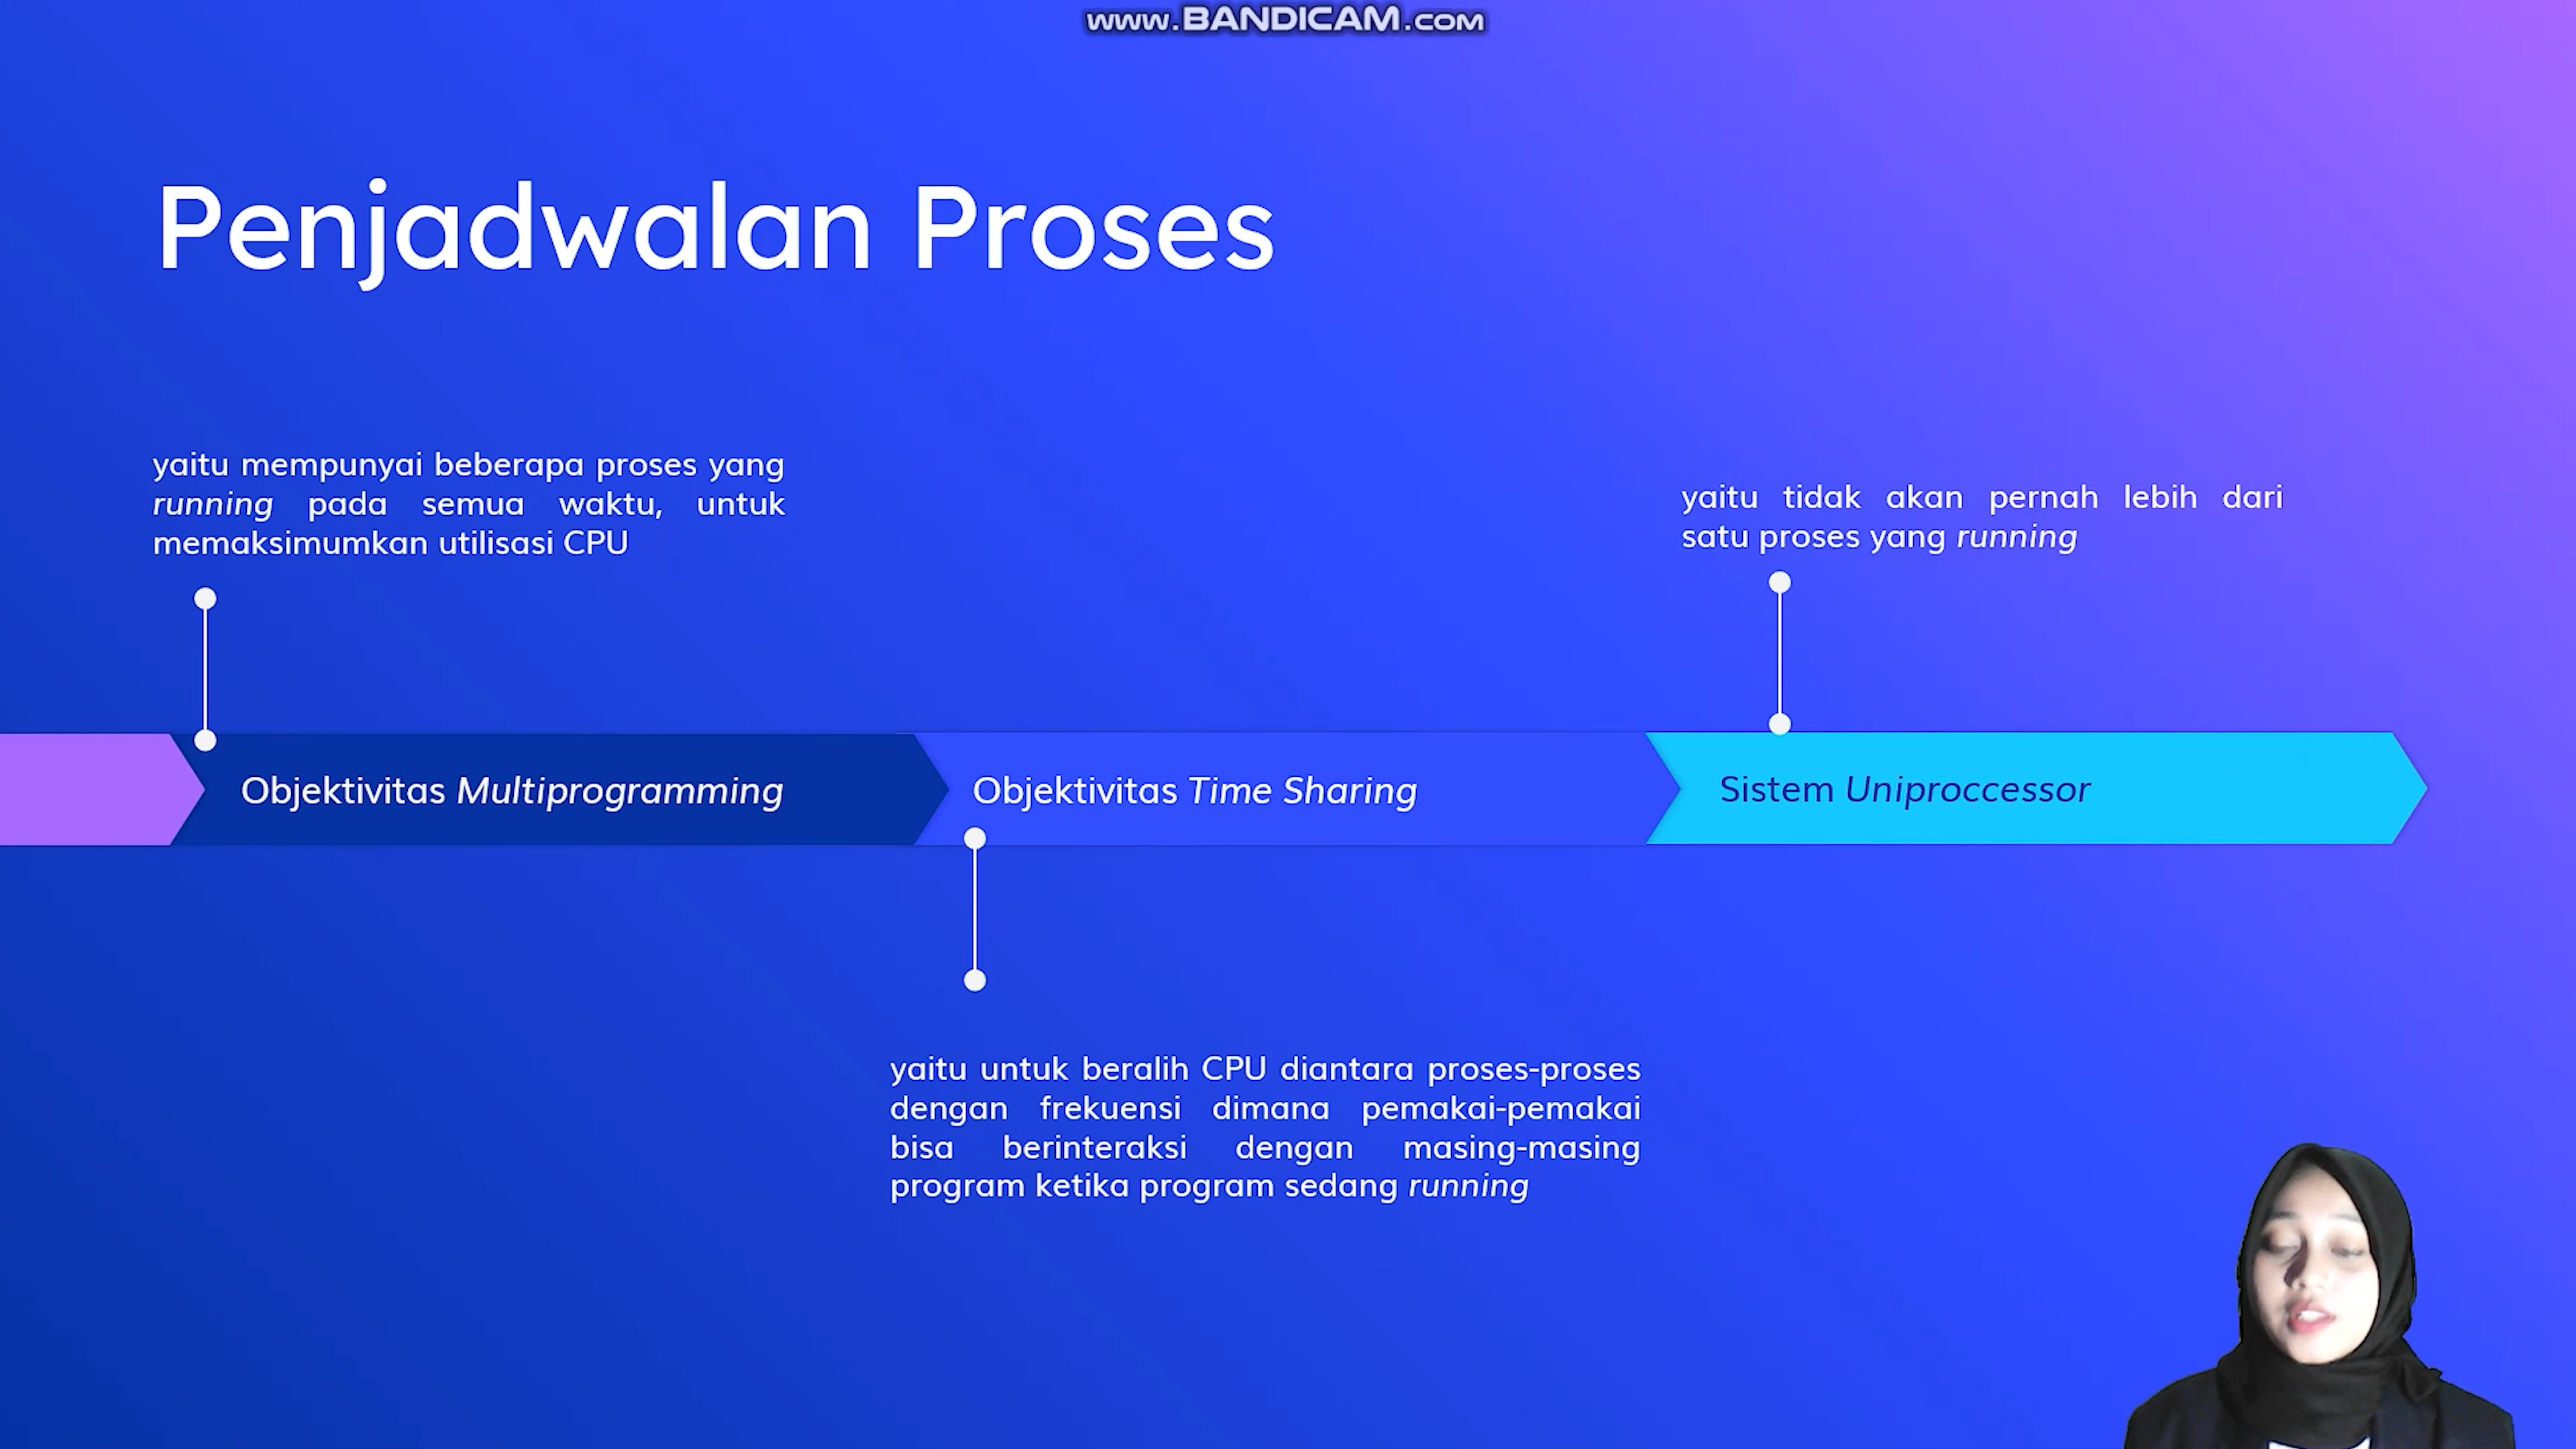 www.BANDICAM.com
Penjadwalan Proses
yaitu mempunyai beberapa proses yang
running pada semua waktu, untuk
memaksimumkan utilisasi CPU
yaitu tidak akan pernah lebih dari
satu proses yang running
Objektivitas Multiprogramming
Objektivitas Time Sharing
Sistem Uniproccessor
yaitu untuk beralih CPU diantara proses-proses
dengan frekuensi dimana pemakai-pemakai
bisa berinteraksi dengan masing-masing
program ketika program sedang running